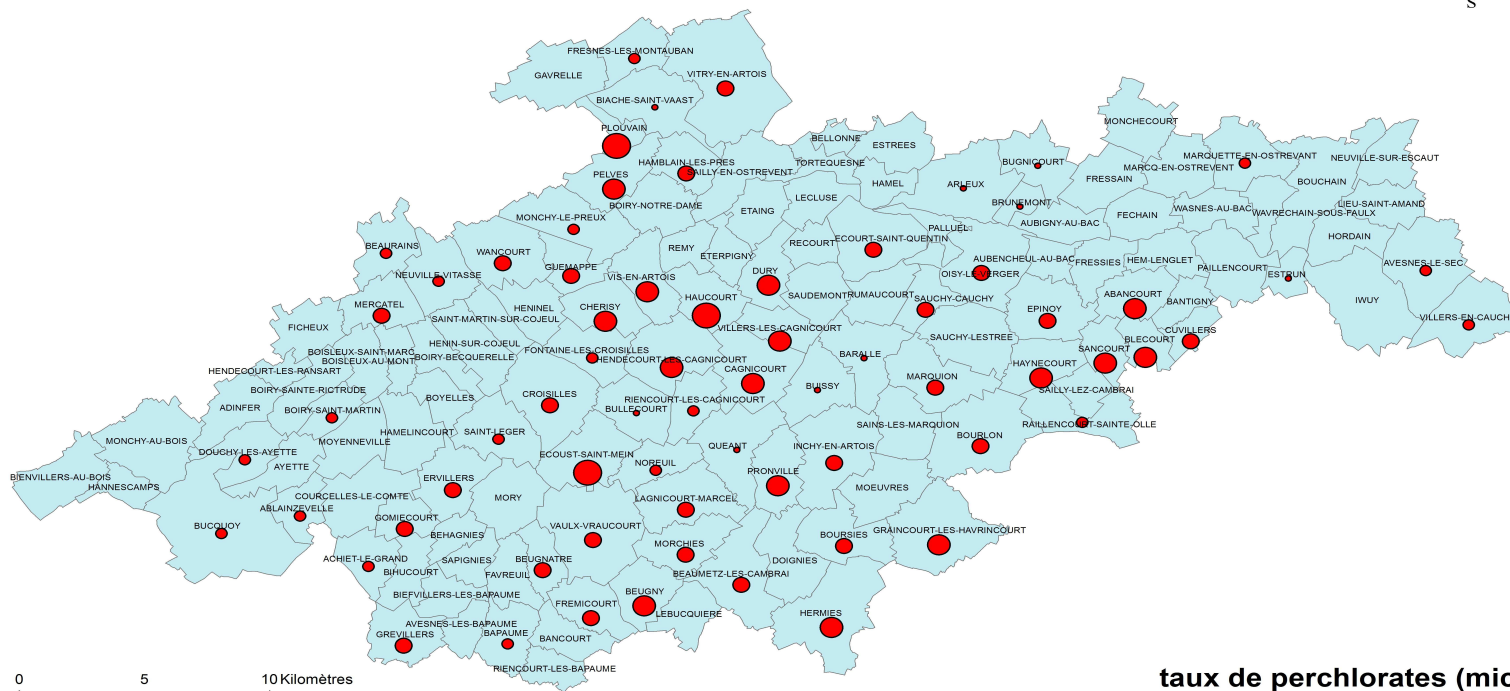 S
FRESNES-LES-MONTAUBAN
GAVRELLE
VITRY-EN-ARTOIS
BIACHE-SAINT-VAAST
MONCHECOURT
PLOUVAIN
BELLONNE
ESTREES
HAMBLAIN-LES-PRES
TORTEQUESNE
BUGNICOURT
MARQUETTE-EN-OSTREVANT
NEUVILLE-SUR-ESCAUT
MARCQ-EN-OSTREVENT
SAILLY-EN-OSTREVENT
PELVES
HAMEL
ARLEUX
FRESSAIN
BOUCHAIN
LECLUSE
BRUNEMONT
LIEU-SAINT-AMAND
BOIRY-NOTRE-DAME
ETAING
WASNES-AU-BAC
WAVRECHAIN-SOUS-FAULX
MONCHY-LE-PREUX
FECHAIN
AUBIGNY-AU-BAC
PALLUEL
HORDAIN
BEAURAINS
WANCOURT
REMY
RECOURT
ECOURT-SAINT-QUENTIN
ETERPIGNY
AUBENCHEUL-AU-BAC
FRESSIES
HEM-LENGLET
PAILLENCOURT
AVESNES-LE-SEC
NEUVILLE-VITASSE
GUEMAPPE
VIS-EN-ARTOIS
DURY
OISY-LE-VERGER
ESTRUN
MERCATEL
HENINEL
CHERISY
HAUCOURT
SAUDEMONT
RUMAUCOURT
SAUCHY-CAUCHY
EPINOY
ABANCOURT
BANTIGNY
IWUY
SAINT-MARTIN-SUR-COJEUL
VILLERS-EN-CAUCH
FICHEUX
VILLERS-LES-CAGNICOURT
SAUCHY-LESTREE
CUVILLERS
BLECOURT
HENIN-SUR-COJEUL
BOISLEUX-SAINT-MARC
BOISLEUX-AU-MONT
BOIRY-BECQUERELLE
FONTAINE-LES-CROISILLES
HENDECOURT-LES-CAGNICOURT
BARALLE
SANCOURT
HENDECOURT-LES-RANSART
CAGNICOURT
HAYNECOURT
MARQUION
BUISSY
SAILLY-LEZ-CAMBRAI
BOIRY-SAINTE-RICTRUDE
BOYELLES
CROISILLES
RIENCOURT-LES-CAGNICOURT
ADINFER
BOIRY-SAINT-MARTIN
BULLECOURT
SAINS-LES-MARQUION
RAILLENCOURT-SAINTE-OLLE
MONCHY-AU-BOIS
MOYENNEVILLE
HAMELINCOURT
SAINT-LEGER
BOURLON
DOUCHY-LES-AYETTE
ECOUST-SAINT-MEIN
NOREUIL
QUEANT
INCHY-EN-ARTOIS
AYETTE
PRONVILLE
BIENVILLERS-AU-BOIS
HANNESCAMPS
ERVILLERS
MOEUVRES
COURCELLES-LE-COMTE
MORY
LAGNICOURT-MARCEL
ABLAINZEVELLE
BUCQUOY
GOMIECOURT
BEHAGNIES
VAULX-VRAUCOURT
BOURSIES
GRAINCOURT-LES-HAVRINCOURT
MORCHIES
ACHIET-LE-GRAND
SAPIGNIES
BEUGNATRE
DOIGNIES
BIHUCOURT
FAVREUIL
BEAUMETZ-LES-CAMBRAI
BIEFVILLERS-LES-BAPAUME
BEUGNY
FREMICOURT
LEBUCQUIERE
HERMIES
AVESNES-LES-BAPAUME
GREVILLERS
BAPAUME
BANCOURT
RIENCOURT-LES-BAPAUME
0 5 10 Kilomètres
taux de perchlorates (mic